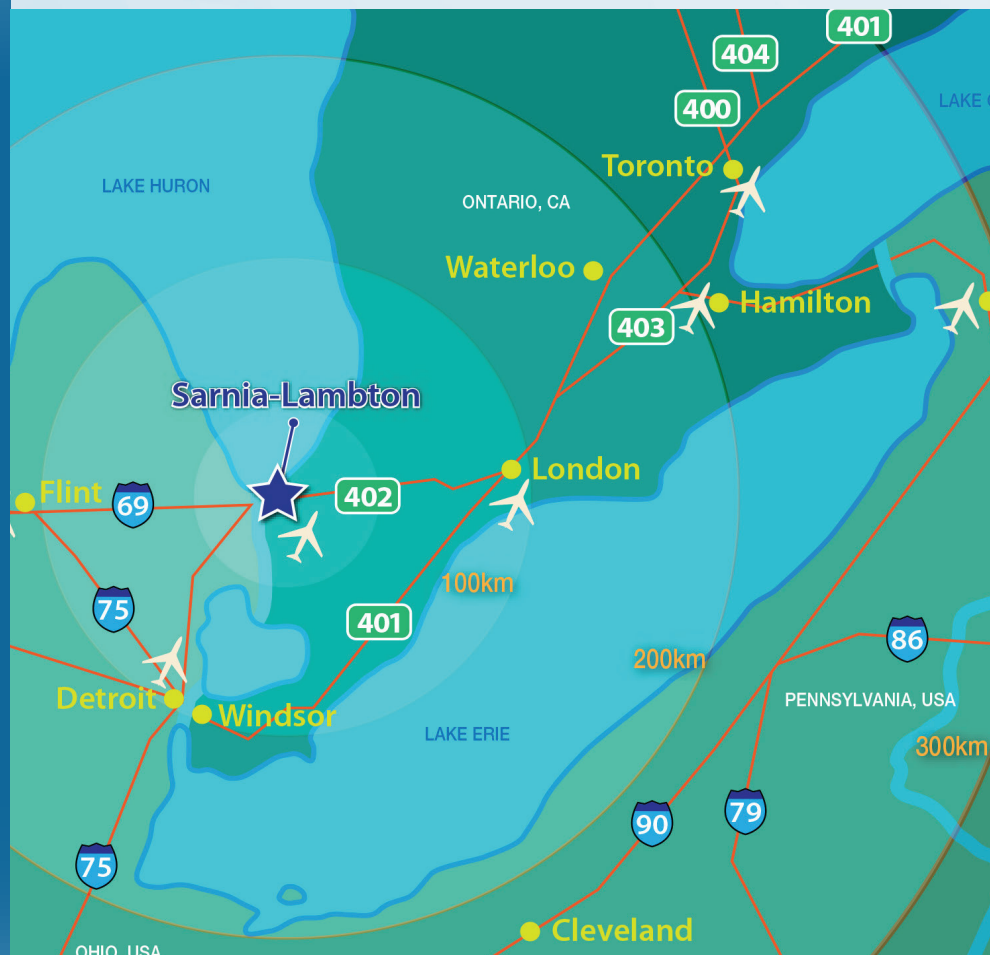 401
404
400
LAKE
Toronto
LAKE HURON
ONTARIO, CA
Waterloo
Hamilton
403
Sarnia-Lambton
London
Flint
69
402
100km
75
401
86
200km
Detroit
Windsor
PENNSYLVANIA, USA
LAKE ERIE
300km
90
79
75
Cleveland
OHIO, USA